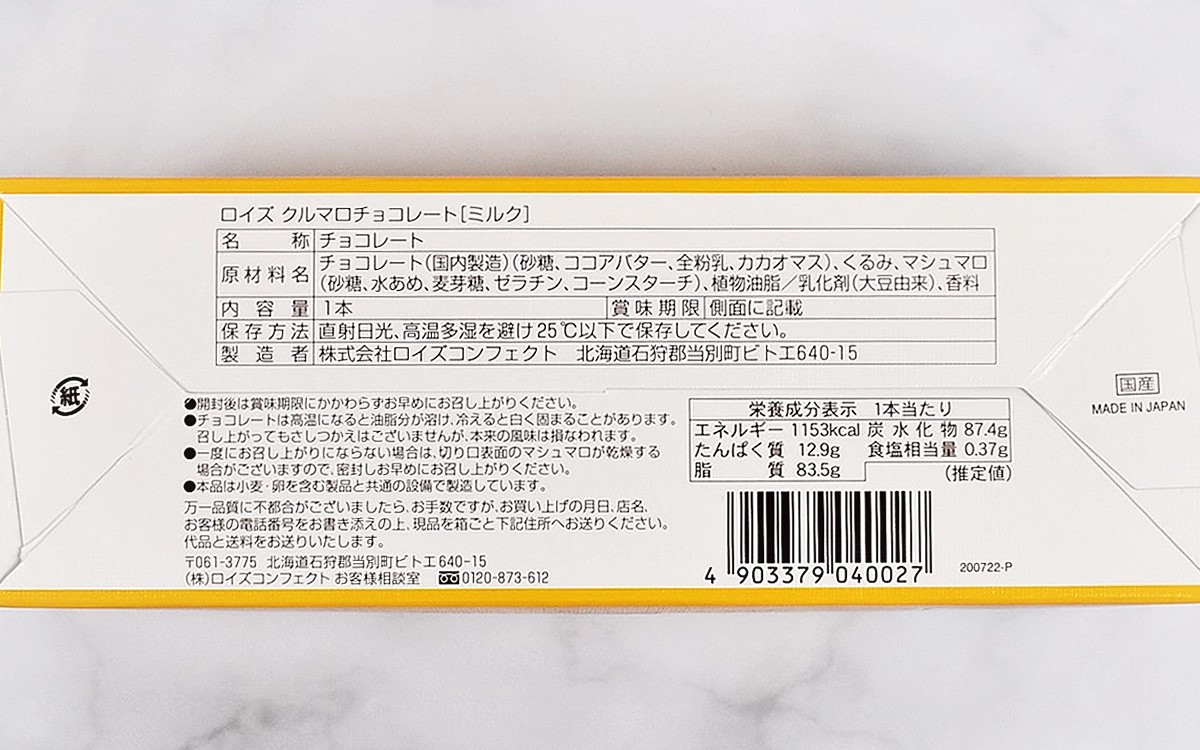 ロイズ クルマロチョコレート[ミルク]
名称 チョコレート
原材料名 チョコレート(国内製造)(砂糖、ココアバター、全粉乳、カカオマス)、くるみ、マシュマロ
(砂糖、水あめ、麦芽糖、ゼラチン、コーンスターチ)、植物油脂/乳化剤(大豆由来)、香料
内容量 1本 賞味期限 側面に記載
保存方法 直射日光、高温多湿を避け25℃以下で保存してください。
製造者 株式会社ロイズコンフェクト 北海道石狩郡当別町ビトエ640-15
紙
●開封後は賞味期限にかかわらずお早めにお召し上がりください。
●チョコレートは高温になると油脂分が溶け、冷えると白く固まることがあります。
召し上がってもさしつかえはございませんが、本来の風味は損なわれます。
●一度にお召し上がりにならない場合は、切り口表面のマシュマロが乾燥する
場合がございますので、密封しお早めにお召し上がりください。
●本品は小麦・卵を含む製品と共通の設備で製造しています。
万一品質に不都合がございましたら、お手数ですが、お買い上げの月日、店名、
お客様の電話番号をお書き添えの上、現品を箱ごと下記住所へお送りください。
代品と送料をお送りいたします。
〒061-3775 北海道石狩郡当別町ビトエ640-15
(株)ロイズコンフェクト お客様相談室 0120-873-612
栄養成分表示 1本当たり
エネルギー 1153kcal 炭水化物 87.4g
たんぱく質 12.9g 食塩相当量 0.37g
脂質 83.5g (推定値)
4 903379 040027
200722-P
国産
MADE IN JAPAN